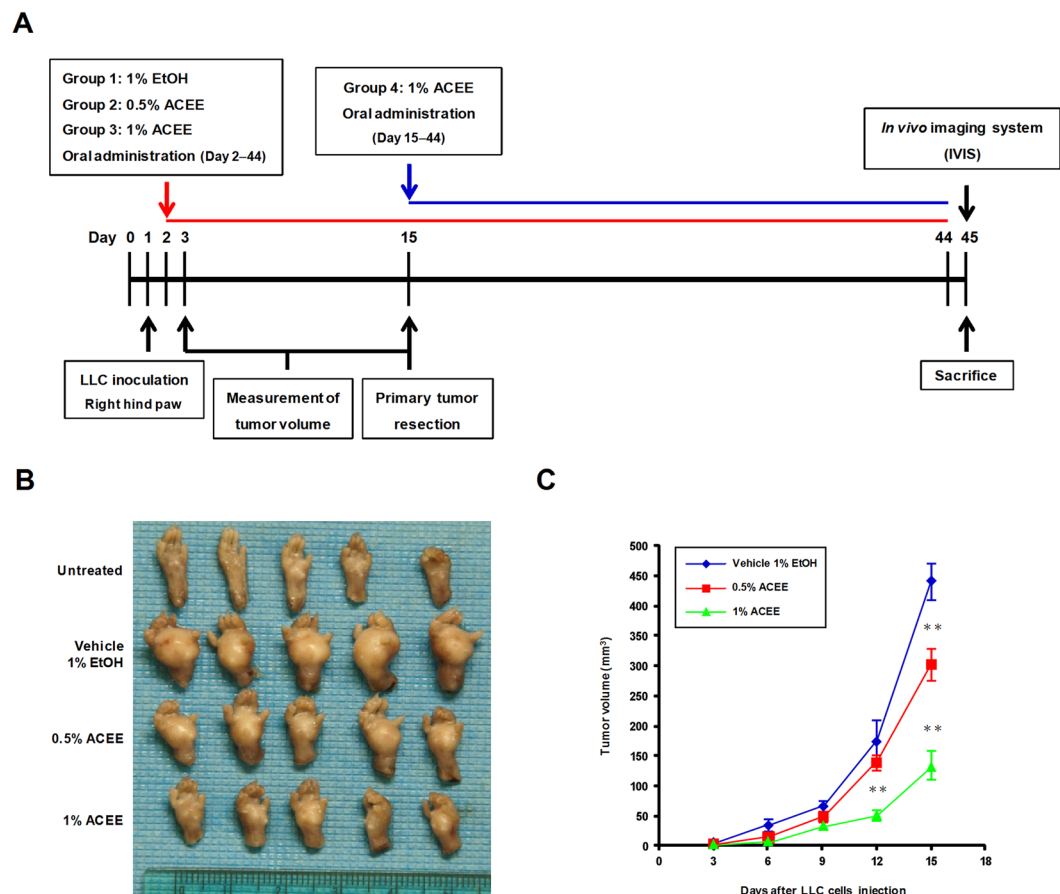 A
Group 1: 1% EtOH
Group 2: 0.5% ACEE
Group 3: 1% ACEE
Oral administration (Day 2–44)
Group 4: 1% ACEE
Oral administration
(Day 15–44)
In vivo imaging system
(IVIS)
Day 0 1 2 3 15 44 45
LLC inoculation
Right hind paw
Measurement of
tumor volume
Primary tumor
resection
Sacrifice
B
Untreated
Vehicle
1% EtOH
0.5% ACEE
1% ACEE
C
Tumor volume (mm³)
500
450
400
350
300
250
200
150
100
50
0
Vehicle 1% EtOH
0.5% ACEE
1% ACEE
**
**
**
0 3 6 9 12 15 18
Days after LLC cells injection